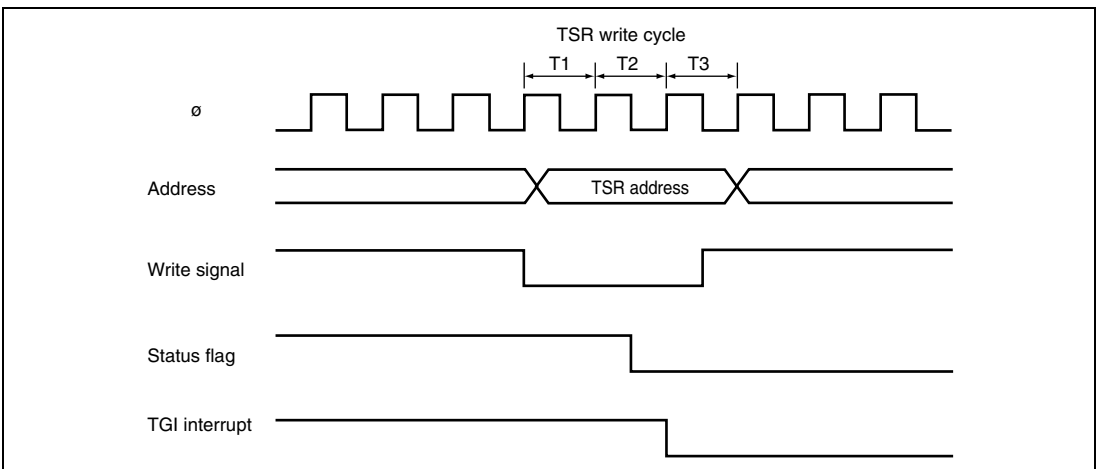 TSR write cycle
T1 T2 T3
ø
Address
TSR address
Write signal
Status flag
TGI interrupt